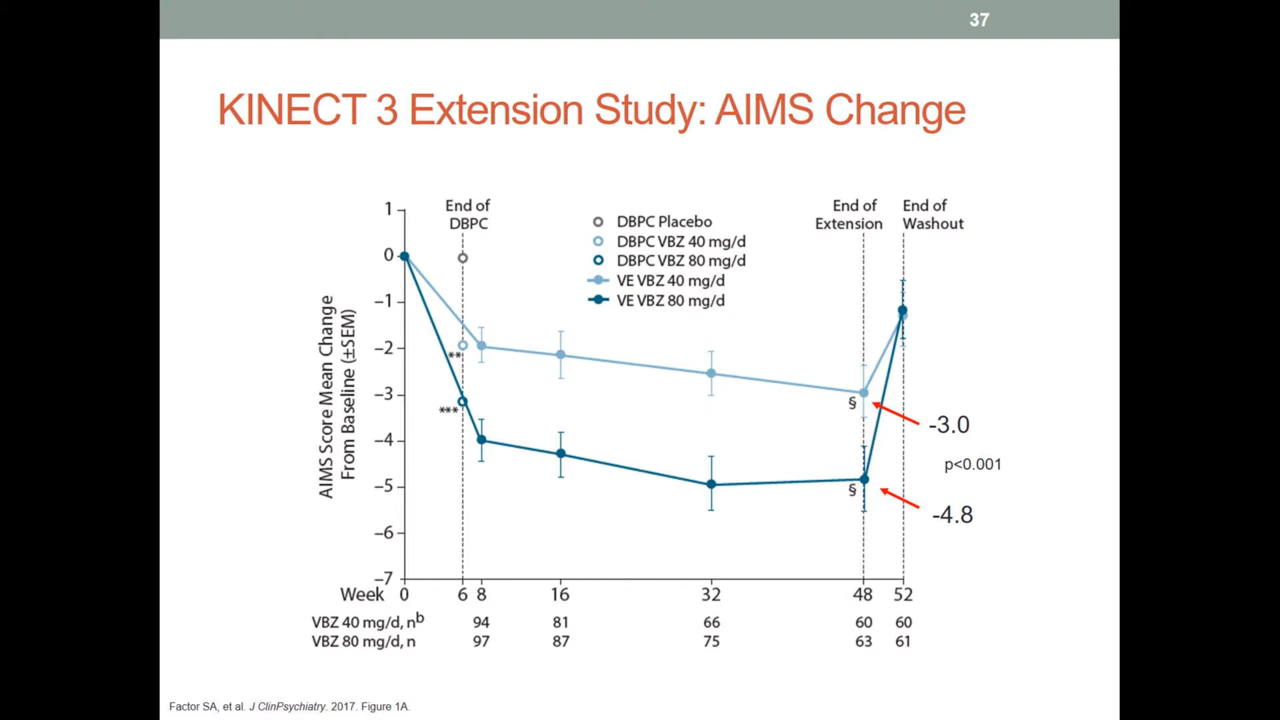 37
KINECT 3 Extension Study: AIMS Change
End of
DBPC
End of
Extension
End of
Washout
DBPC Placebo
DBPC VBZ 40 mg/d
DBPC VBZ 80 mg/d
VE VBZ 40 mg/d
VE VBZ 80 mg/d
AIMS Score Mean Change
From Baseline (±SEM)
1
0
–1
–2
–3
–4
–5
–6
–7
**
***
§
§
-3.0
p<0.001
-4.8
Week 0 6 8 16 32 48 52
VBZ 40 mg/d, nb 94 81 66 60 60
VBZ 80 mg/d, n 97 87 75 63 61
Factor SA, et al. J ClinPsychiatry. 2017. Figure 1A.